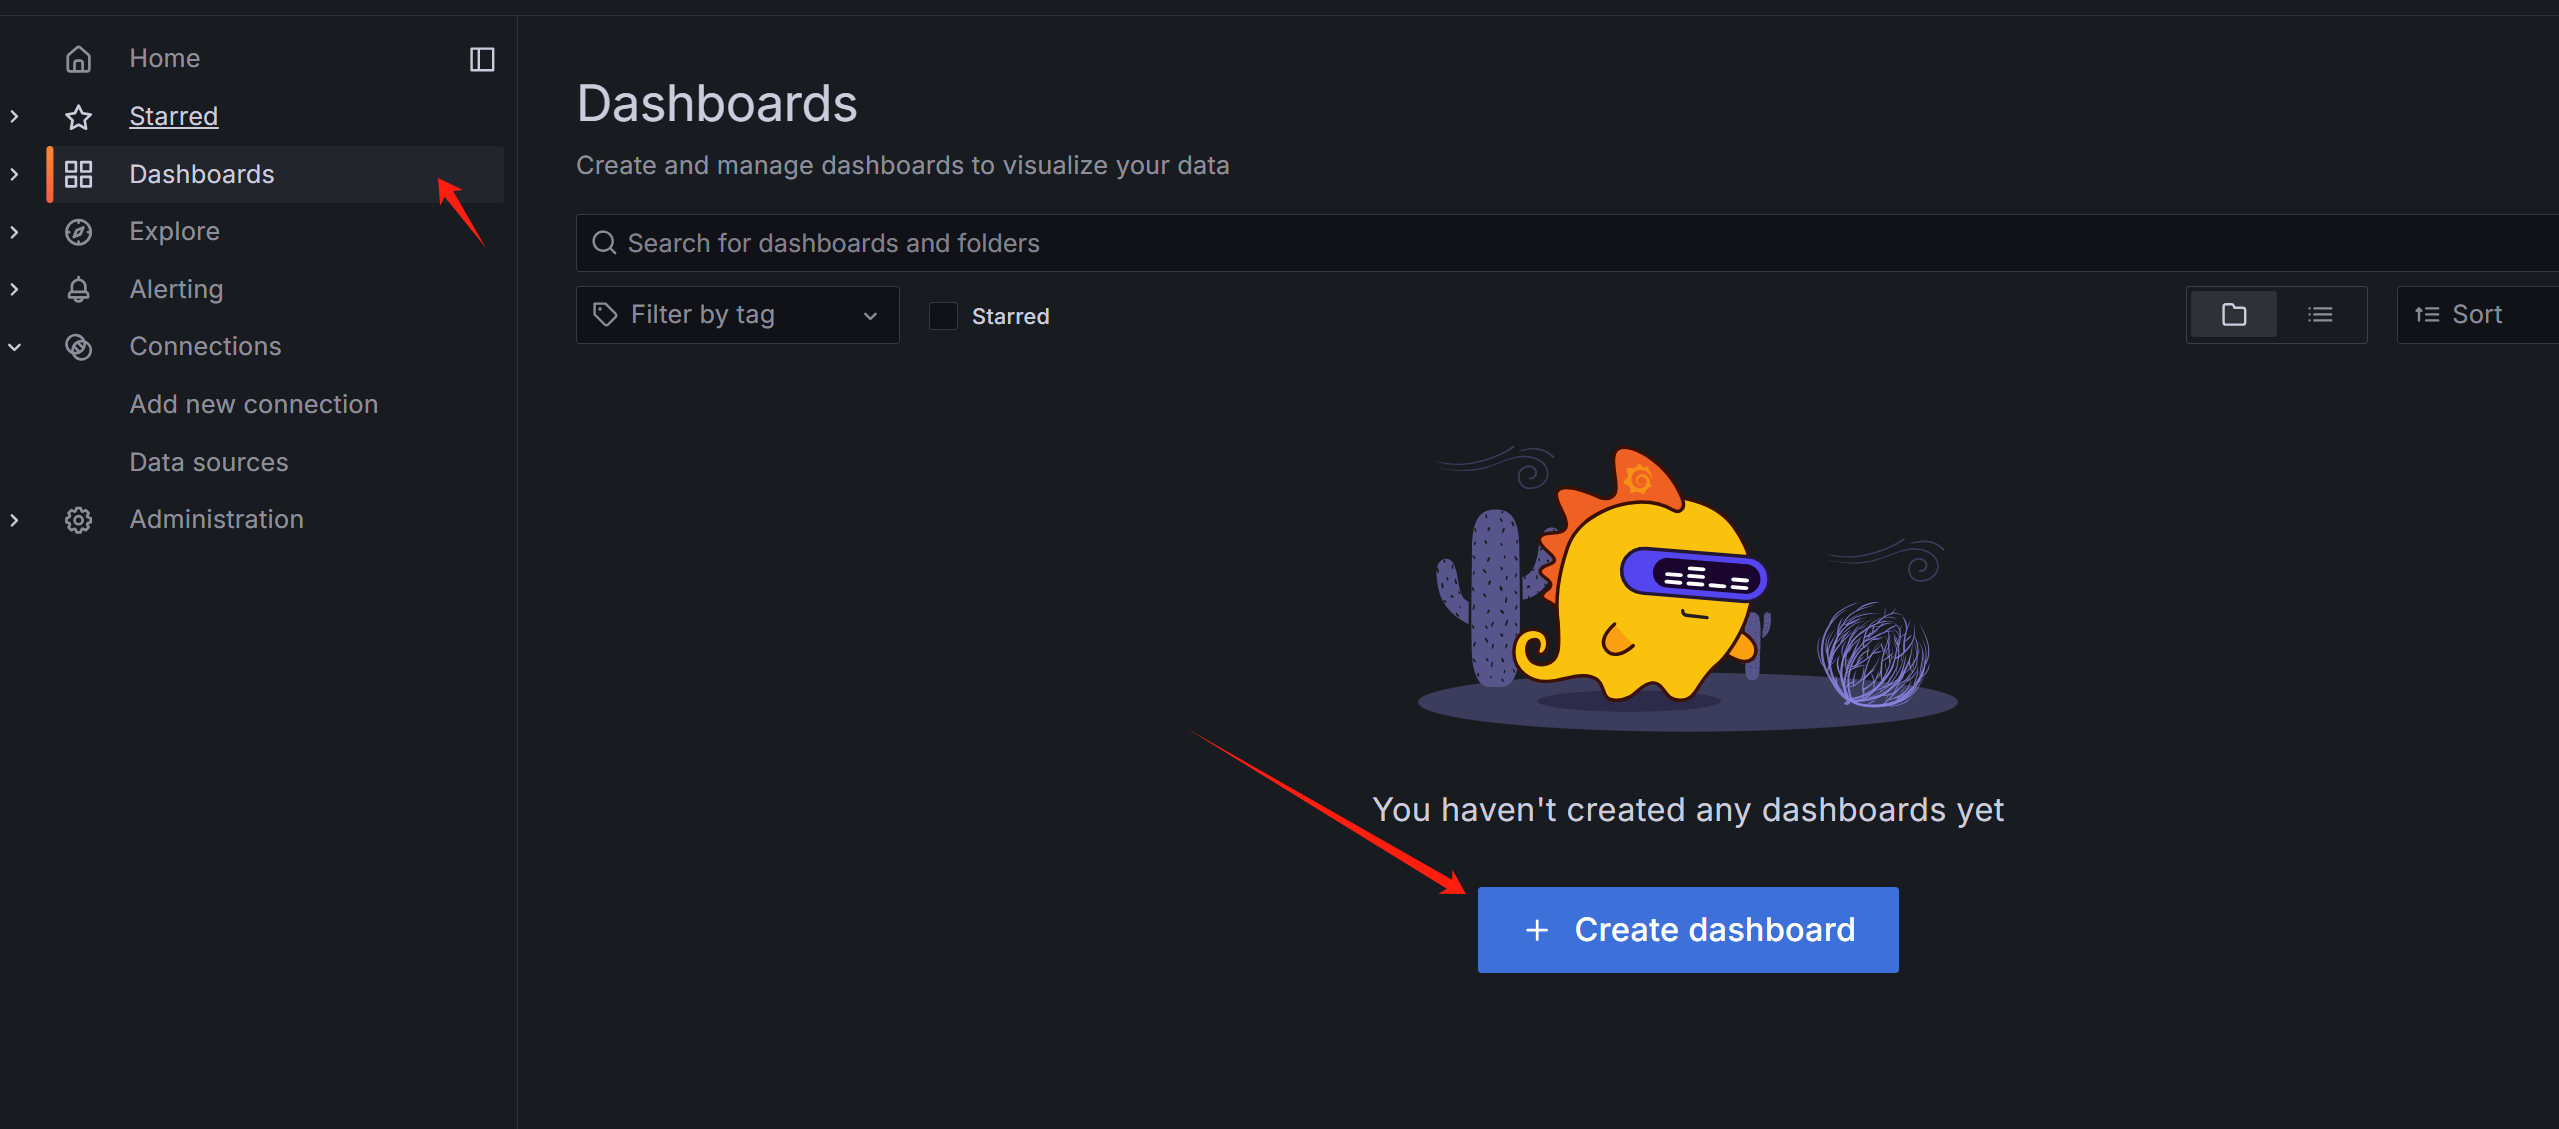 Home
Starred
Dashboards
Explore
Alerting
Connections
Add new connection
Data sources
Administration
Dashboards
Create and manage dashboards to visualize your data
Search for dashboards and folders
Filter by tag
Starred
Sort
You haven't created any dashboards yet
Create dashboard